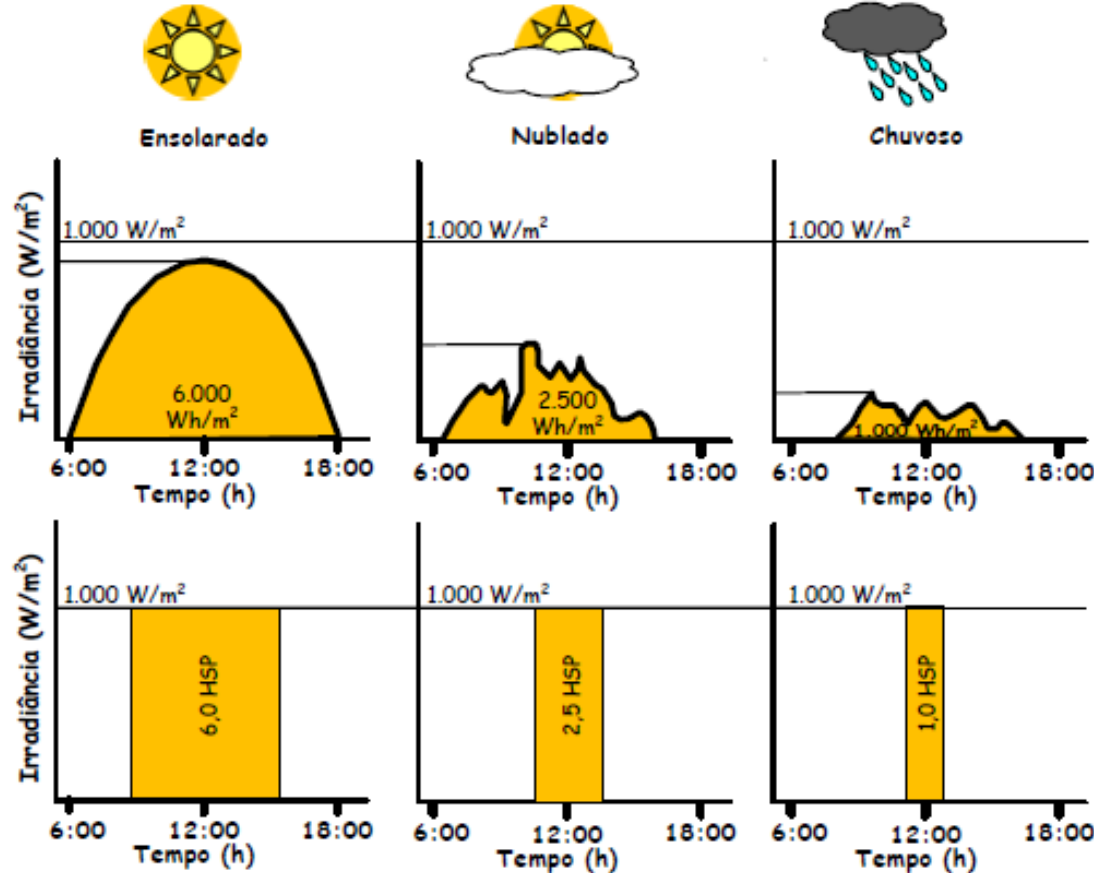 Ensolarado
Nublado
Chuvoso
Irradiância (W/m²)
1.000 W/m²
6.000
Wh/m²
6:00 12:00 18:00
Tempo (h)
1.000 W/m²
2.500
Wh/m²
6:00 12:00 18:00
Tempo (h)
1.000 W/m²
1.000 Wh/m²
6:00 12:00 18:00
Tempo (h)
Irradiância (W/m²)
1.000 W/m²
6,0 HSP
6:00 12:00 18:00
Tempo (h)
1.000 W/m²
2,5 HSP
6:00 12:00 18:00
Tempo (h)
1.000 W/m²
1,0 HSP
6:00 12:00 18:00
Tempo (h)